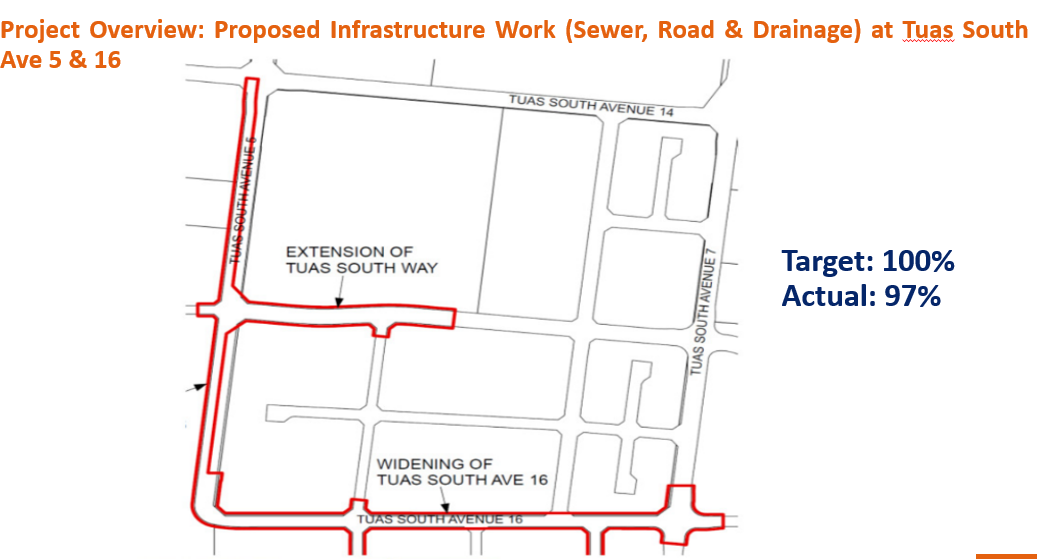 Project Overview: Proposed Infrastructure Work (Sewer, Road & Drainage) at Tuas South
Ave 5 & 16
TUAS SOUTH AVENUE 14
TUAS SOUTH AVENUE 5
EXTENSION OF
TUAS SOUTH WAY
Target: 100%
Actual: 97%
TUAS SOUTH AVENUE 7
WIDENING OF
TUAS SOUTH AVE 16
TUAS SOUTH AVENUE 16